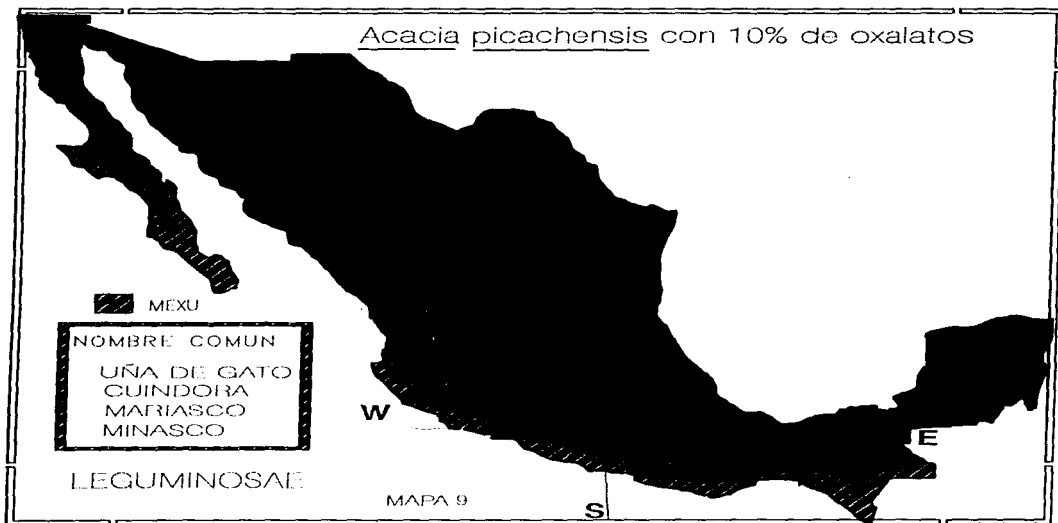 Acacia picachensis con 10% de oxalatos
MEXU
NOMBRE COMUN
UÑA DE GATO
CUINDORA
MARIASCO
MINASCO
W
E
LEGUMINOSAE
MAPA 9
S